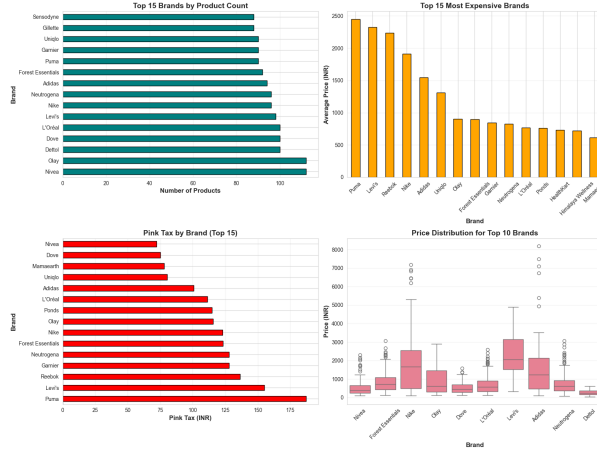 Top 15 Brands by Product Count
Brand
Sensodyne
Gillette
Uniqlo
Garnier
Puma
Forest Essentials
Adidas
Neutrogena
Nike
Levi's
L'Oréal
Dove
Dettol
Olay
Nivea
0 20 40 60 80 100
Number of Products
Top 15 Most Expensive Brands
Average Price (INR)
2500
2000
1500
1000
500
0
Puma Levi's Reebok Nike Adidas Uniqlo Olay Forest Essentials Garnier Neutrogena L'Oréal Ponds Healthkart Himalaya Wellness Mamaear
Brand
Pink Tax by Brand (Top 15)
Brand
Nivea
Dove
Mamaearth
Uniqlo
Adidas
L'Oréal
Ponds
Olay
Nike
Forest Essentials
Neutrogena
Garnier
Reebok
Levi's
Puma
0 25 50 75 100 125 150 175
Pink Tax (INR)
Price Distribution for Top 10 Brands
Price (INR)
8000
7000
6000
5000
4000
3000
2000
1000
0
Nivea Forest Essentials Nike Olay Dove L'Oréal Levi's Adidas Neutrogena Dettol
Brand